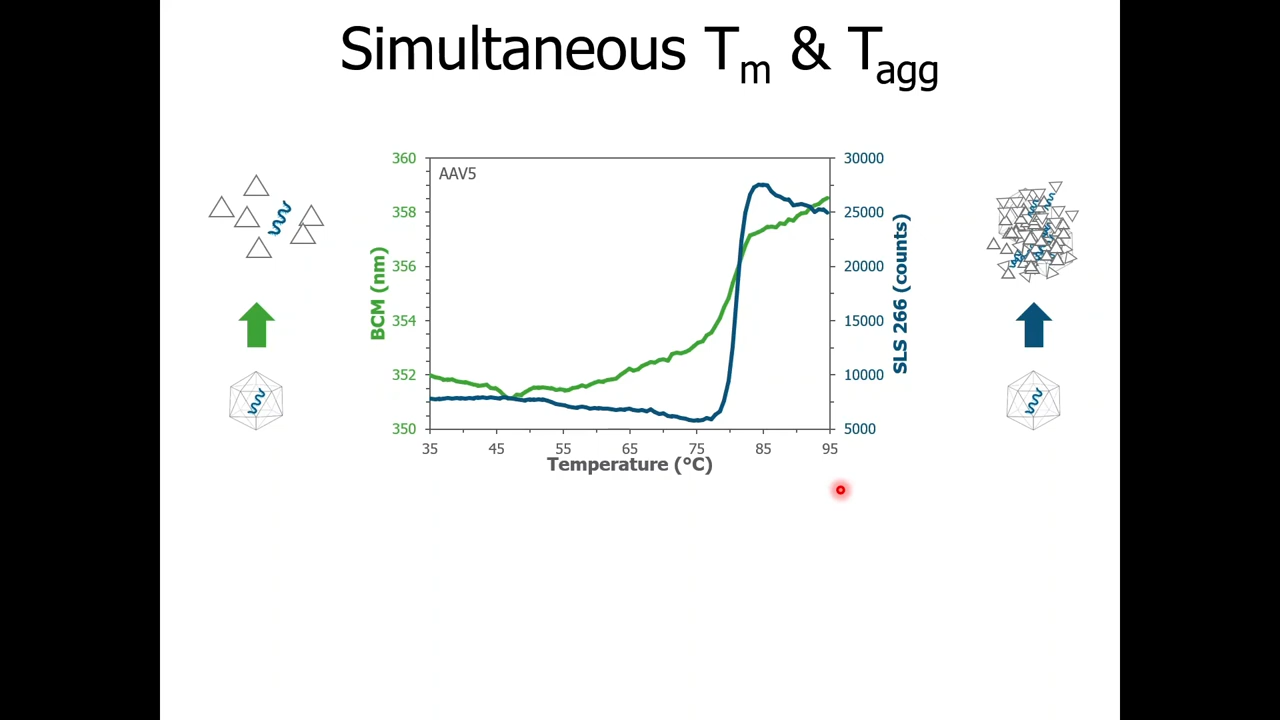 Simultaneous Tm & Tagg
AAV5
360
358
356
354
352
350
BCM (nm)
30000
25000
20000
15000
10000
5000
SLS 266 (counts)
35 45 55 65 75 85 95
Temperature (°C)